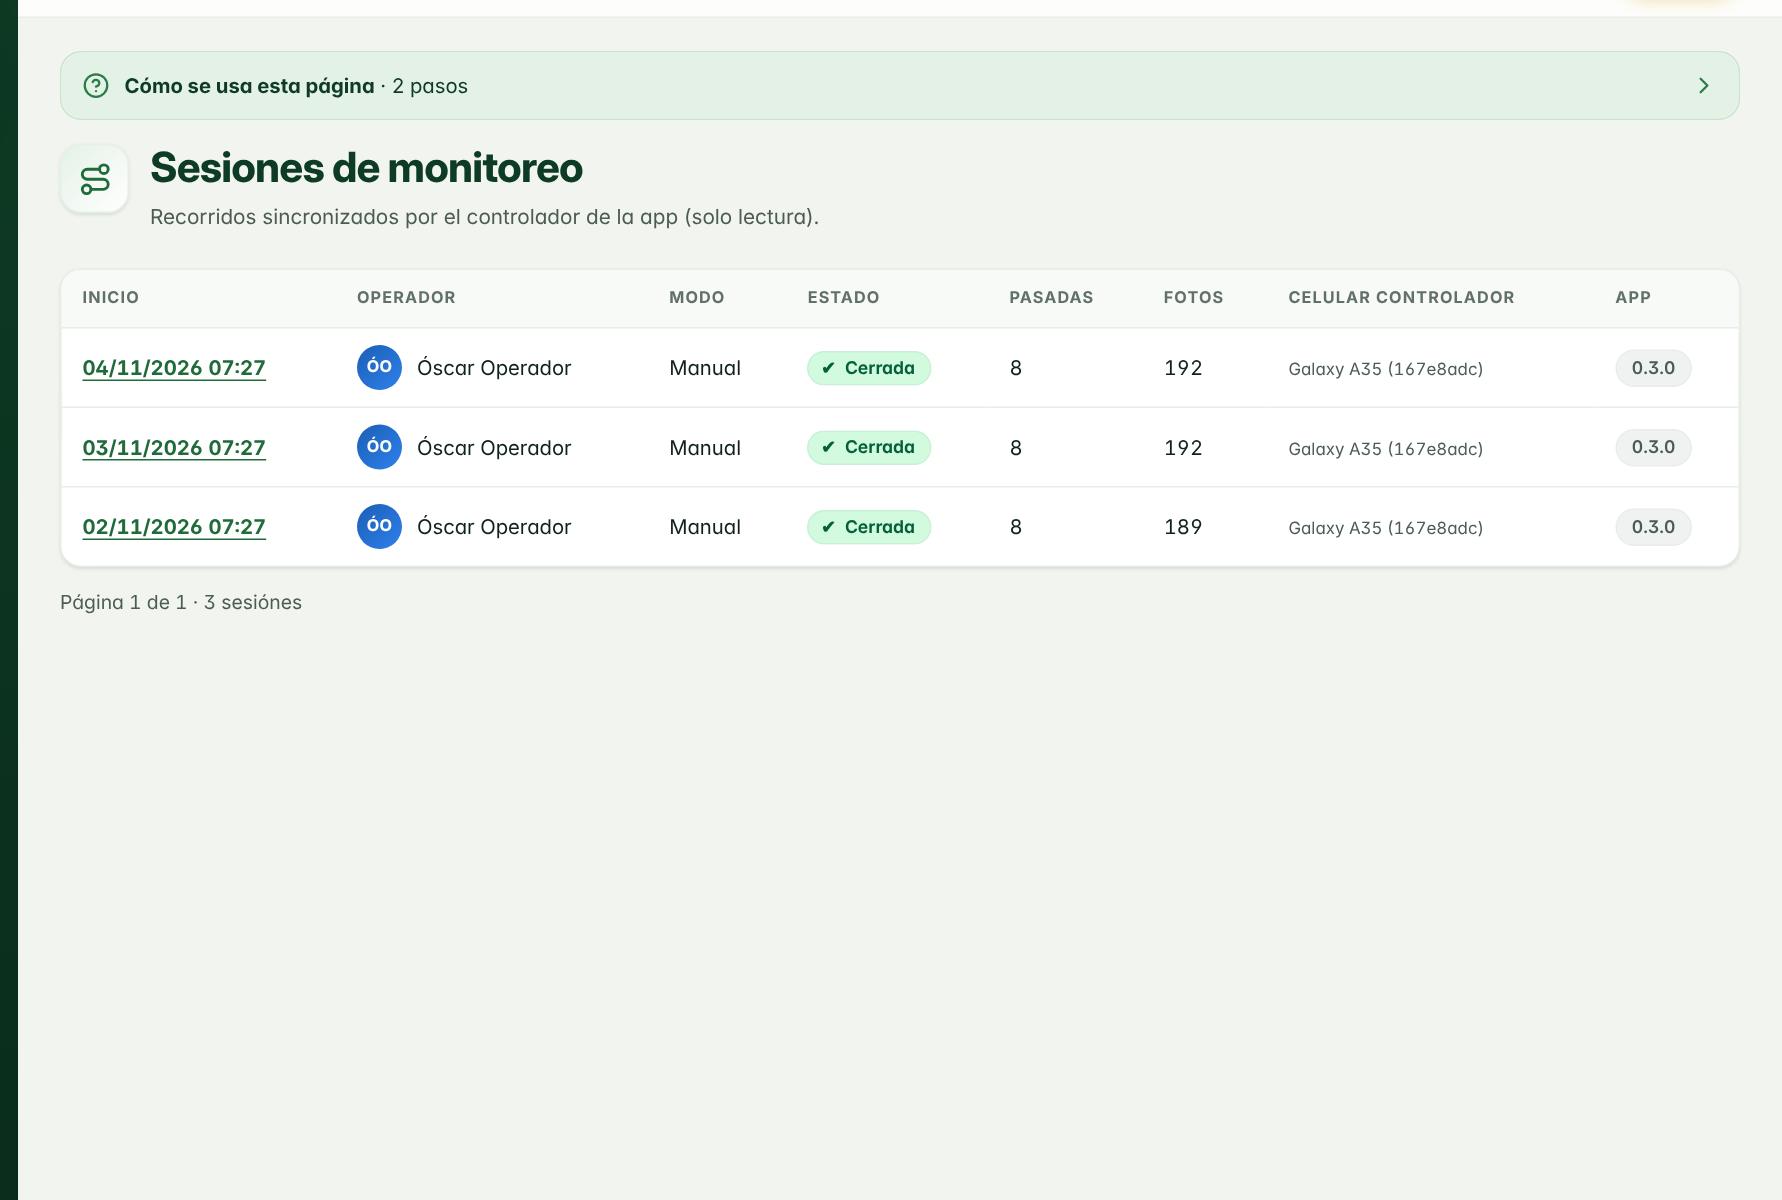 Cómo se usa esta página · 2 pasos
Sesiones de monitoreo
Recorridos sincronizados por el controlador de la app (solo lectura).
INICIO OPERADOR MODO ESTADO PASADAS FOTOS CELULAR CONTROLADOR APP
04/11/2026 07:27 ÓO Óscar Operador Manual ✔ Cerrada 8 192 Galaxy A35 (167e8adc) 0.3.0
03/11/2026 07:27 ÓO Óscar Operador Manual ✔ Cerrada 8 192 Galaxy A35 (167e8adc) 0.3.0
02/11/2026 07:27 ÓO Óscar Operador Manual ✔ Cerrada 8 189 Galaxy A35 (167e8adc) 0.3.0
Página 1 de 1 · 3 sesiónes